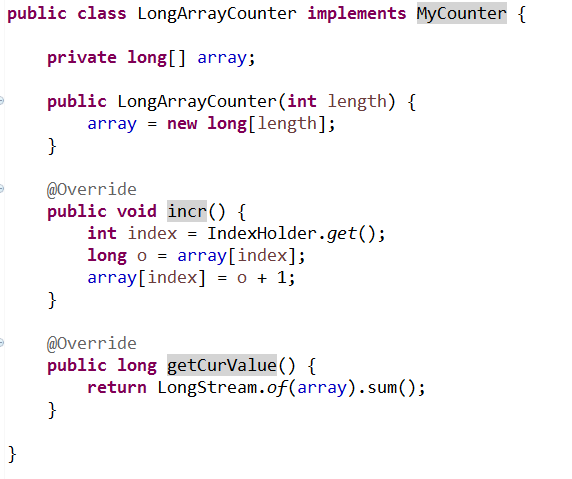 public class LongArrayCounter implements MyCounter {
private long[] array;
public LongArrayCounter(int length) {
array = new long[length];
}
@Override
public void incr() {
int index = IndexHolder.get();
long o = array[index];
array[index] = o + 1;
}
@Override
public long getCurValue() {
return LongStream.of(array).sum();
}
}